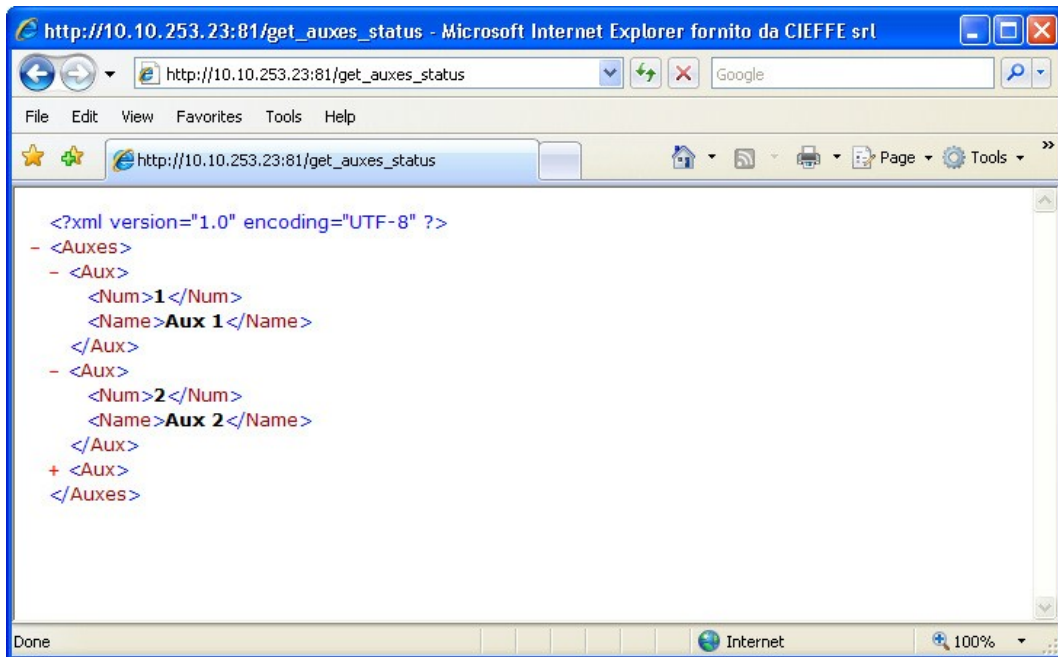 http://10.10.253.23:81/get_auxes_status - Microsoft Internet Explorer fornito da CIEFFE srl
http://10.10.253.23:81/get_auxes_status
Google
File Edit View Favorites Tools Help
http://10.10.253.23:81/get_auxes_status
Page Tools »
<?xml version="1.0" encoding="UTF-8" ?>
- <Auxes>
- <Aux>
<Num>1</Num>
<Name>Aux 1</Name>
</Aux>
- <Aux>
<Num>2</Num>
<Name>Aux 2</Name>
</Aux>
+ <Aux>
</Auxes>
Done Internet 100%